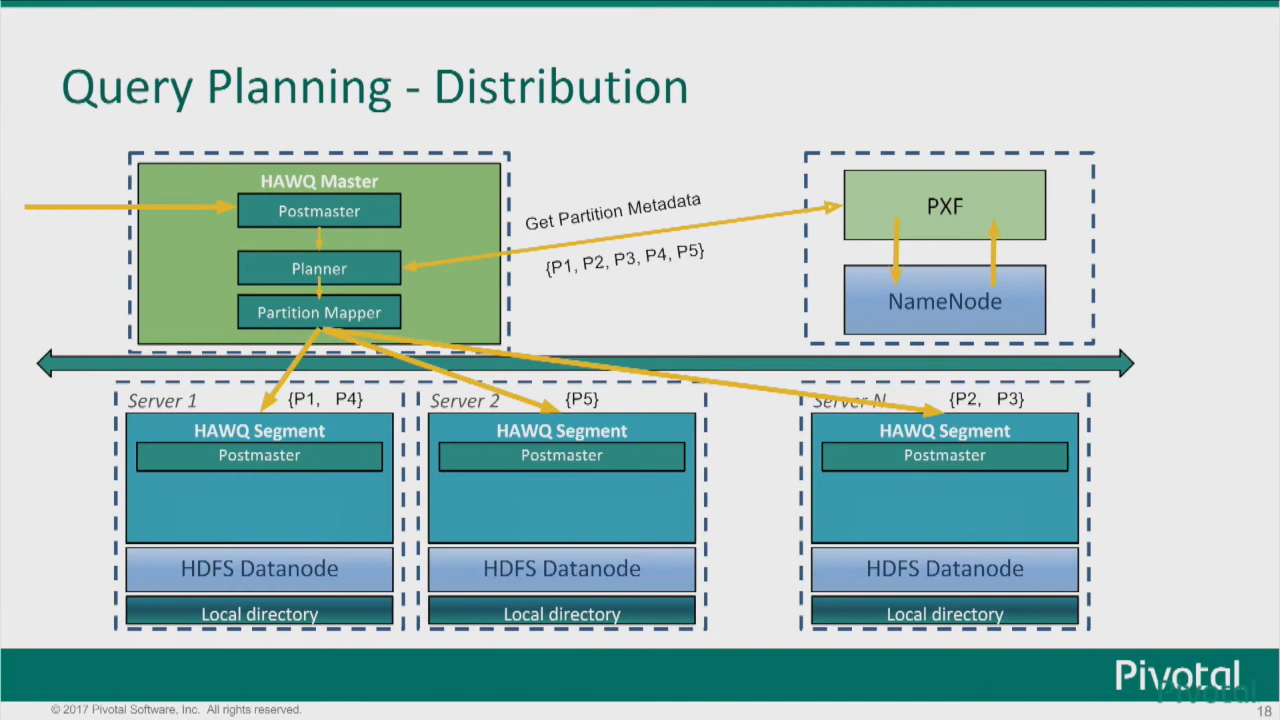 Query Planning - Distribution
HAWQ Master
Postmaster
Planner
Partition Mapper
Get Partition Metadata
{P1, P2, P3, P4, P5}
PXF
NameNode
Server 1
{P1, P4}
HAWQ Segment
Postmaster
HDFS Datanode
Local directory
Server 2
{P5}
HAWQ Segment
Postmaster
HDFS Datanode
Local directory
Server N
{P2, P3}
HAWQ Segment
Postmaster
HDFS Datanode
Local directory
Pivotal
Pivotal
© 2017 Pivotal Software, Inc. All rights reserved.
18